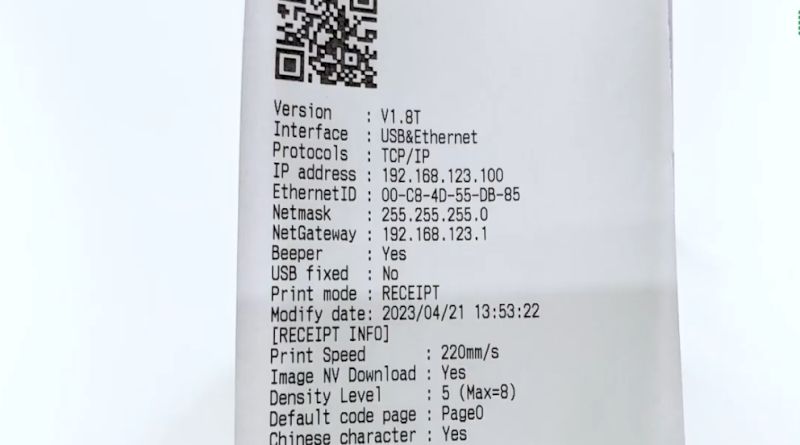 Version : V1.8T
Interface : USB&Ethernet
Protocols : TCP/IP
IP address : 192.168.123.100
EthernetID : 00-C8-4D-55-DB-85
Netmask : 255.255.255.0
NetGateway : 192.168.123.1
Beeper : Yes
USB fixed : No
Print mode : RECEIPT
Modify date: 2023/04/21 13:53:22
[RECEIPT INFO]
Print Speed : 220mm/s
Image NV Download : Yes
Density Level : 5 (Max=8)
Default code page : Page0
Chinese character : Yes